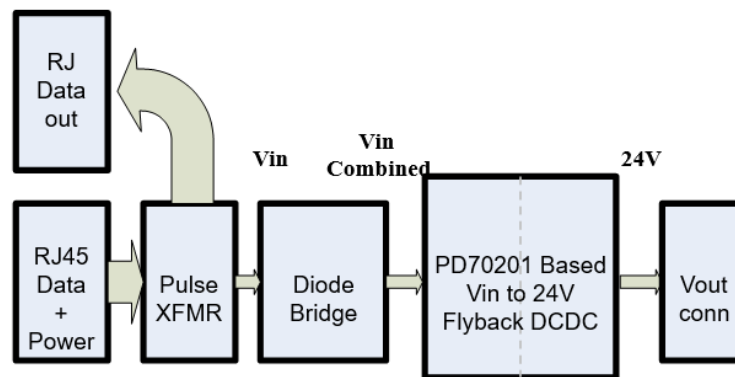 RJ
Data
out
Vin
Vin
Combined
24V
RJ45
Data
+
Power
Pulse
XFMR
Diode
Bridge
PD70201 Based
Vin to 24V
Flyback DCDC
Vout
conn